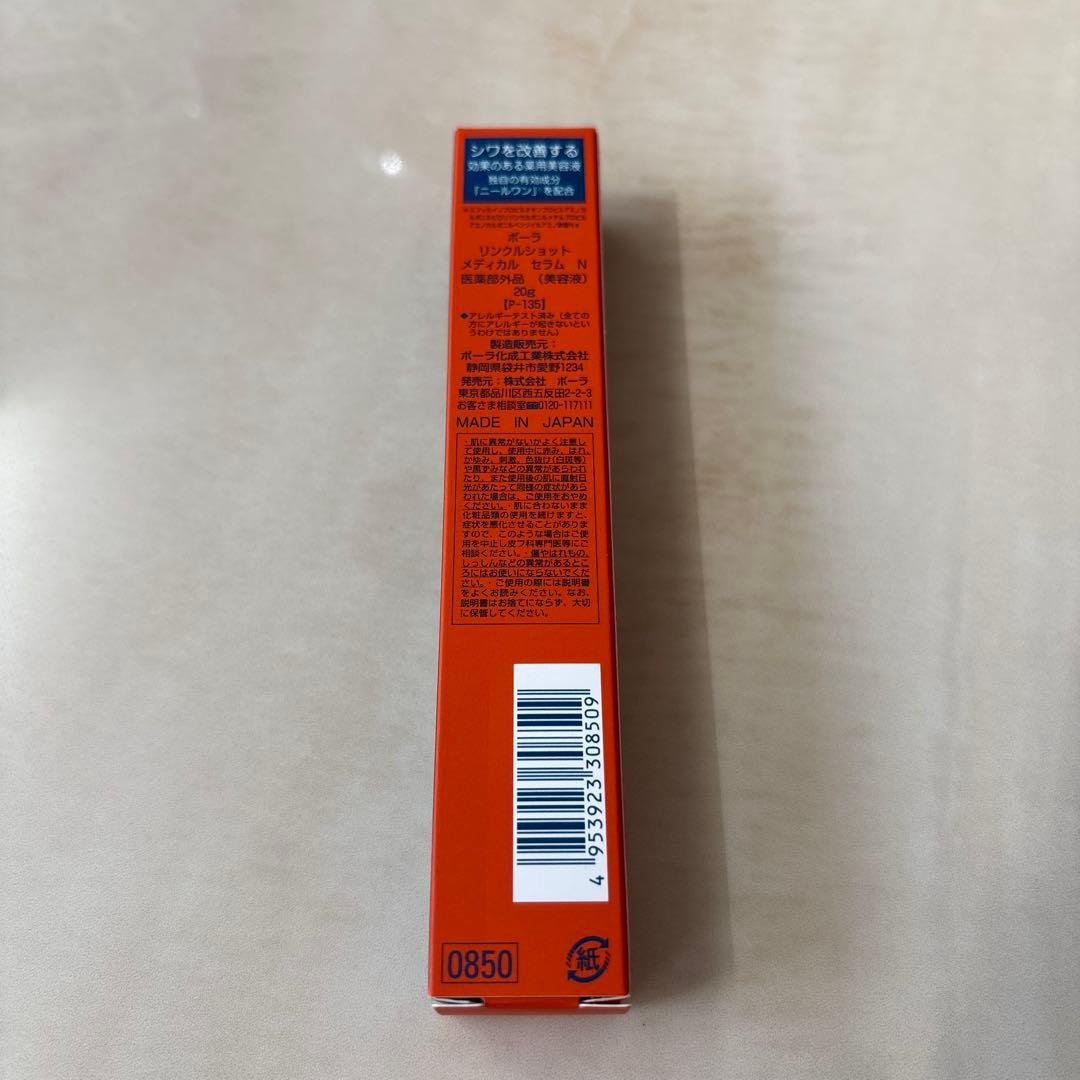 シワを改善する
効果のある薬用美容液
独自の有効成分
「ニールワン」※を配合
ポーラ
リンクルショット
メディカル セラム N
医薬部外品 (美容液)
20g
【P-135】
◆アレルギーテスト済み(全ての
方にアレルギーが起きないとい
うわけではありません)
製造販売元:
ポーラ化成工業株式会社
静岡県袋井市愛野1234
発売元:株式会社 ポーラ
東京都品川区西五反田2-2-3
お客さま相談室☎0120-117111
MADE IN JAPAN
・肌に異常がないかよく注意し
て使用し、使用中に赤み、はれ、
かゆみ、刺激、色抜け(白斑等)
や黒ずみなどの異常があらわれ
たり、また使用後の肌に直射日
光があたって同様の症状があら
われた場合は、ご使用をおやめ
ください。・肌に合わないまま
化粧品類の使用を続けますと、
症状を悪化させることがありま
すので、このような場合はご使
用を中止し皮フ科専門医等にご
相談ください。・傷やはれもの、
しっしんなどの異常があるとこ
ろにはお使いにならないでくだ
さい。・ご使用の際には説明書
をよくお読みください。なお、
説明書はお捨てにならず、大切
に保管してください。
4 953923 308509
0850
紙